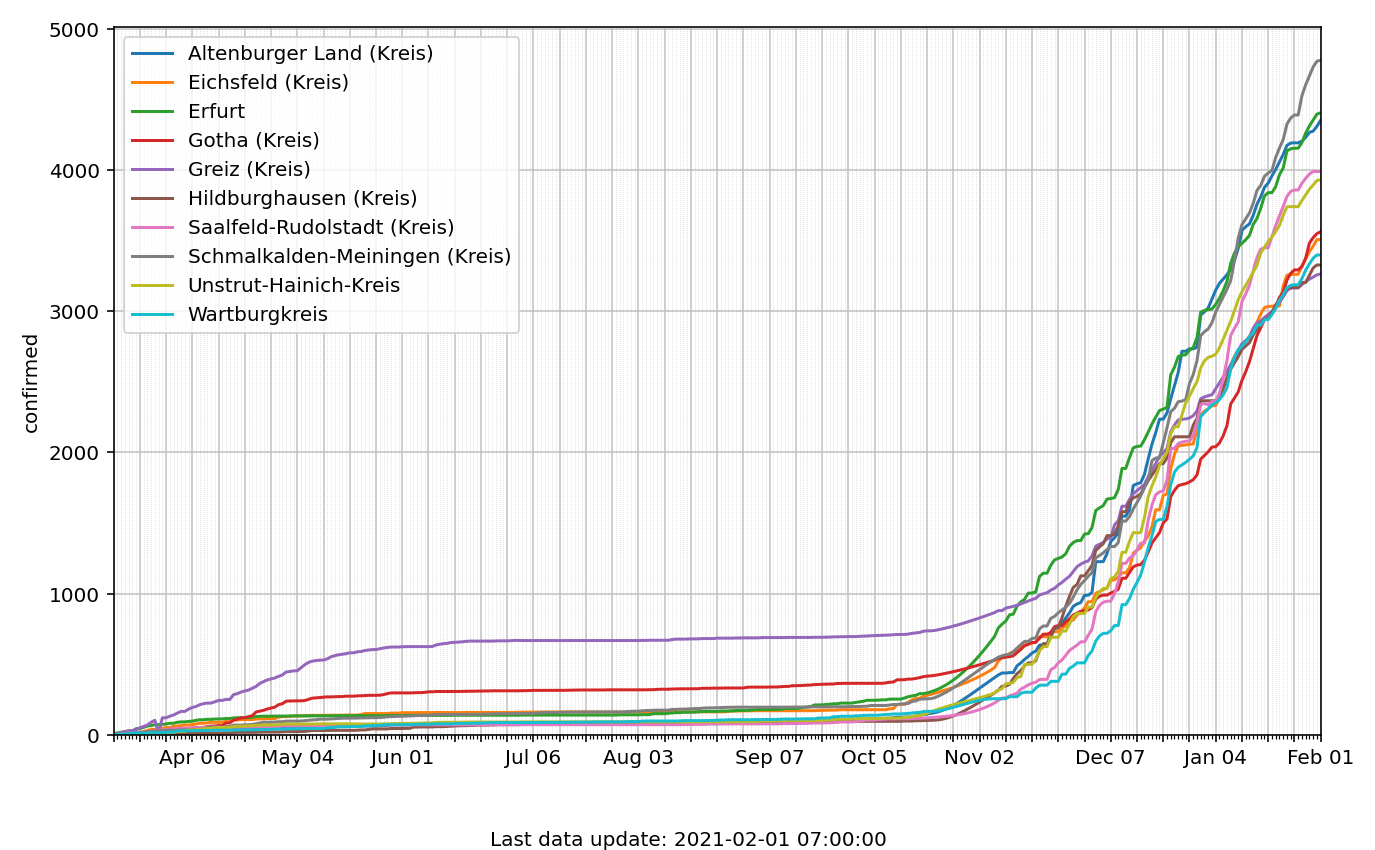 5000
4000
3000
2000
1000
0
confirmed
Altenburger Land (Kreis)
Eichsfeld (Kreis)
Erfurt
Gotha (Kreis)
Greiz (Kreis)
Hildburghausen (Kreis)
Saalfeld-Rudolstadt (Kreis)
Schmalkalden-Meiningen (Kreis)
Unstrut-Hainich-Kreis
Wartburgkreis
Apr 06 May 04 Jun 01 Jul 06 Aug 03 Sep 07 Oct 05 Nov 02 Dec 07 Jan 04 Feb 01
Last data update: 2021-02-01 07:00:00